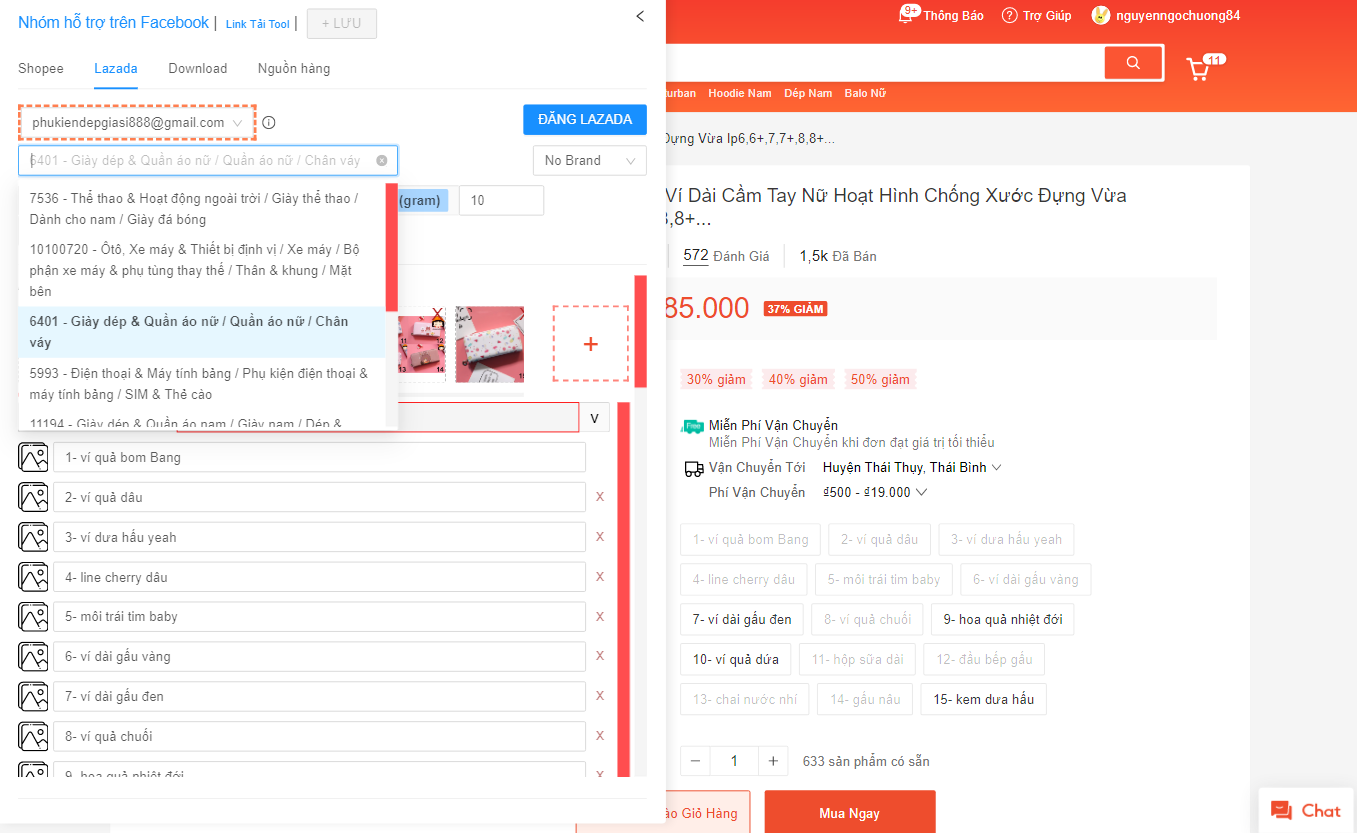 Nhóm hỗ trợ trên Facebook | Link Tải Tool | + LƯU
Shopee Lazada Download Nguồn hàng
phukiendepgiasi888@gmail.com
ĐĂNG LAZADA
6401 - Giày dép & Quần áo nữ / Quần áo nữ / Chân váy
No Brand
7536 - Thể thao & Hoạt động ngoài trời / Giày thể thao /
Dành cho nam / Giày đá bóng
(gram) 10
10100720 - Ôtô, Xe máy & Thiết bị định vị / Xe máy / Bộ
phận xe máy & phụ tùng thay thế / Thân & khung / Mặt
bên
6401 - Giày dép & Quần áo nữ / Quần áo nữ / Chân
váy
5993 - Điện thoại & Máy tính bảng / Phụ kiện điện thoại &
máy tính bảng / SIM & Thẻ cào
11194 - Giày dép & Quần áo nam / Giày nam / Dép &
+
V
1- ví quả bom Bang
2- ví quả dâu
X
3- ví dưa hấu yeah
X
4- line cherry dâu
X
5- môi trái tim baby
X
6- ví dài gấu vàng
X
7- ví dài gấu đen
X
8- ví quả chuối
X
9- hoa quả nhiệt đới
X
9+ Thông Báo Trợ Giúp nguyenngochuong84
11
urban Hoodie Nam Dép Nam Balo Nữ
Đựng Vừa Ip6,6+,7,7+,8,8+...
Ví Dài Cầm Tay Nữ Hoạt Hình Chống Xước Đựng Vừa
,8+...
572 Đánh Giá 1,5k Đã Bán
85.000 37% GIẢM
30% giảm 40% giảm 50% giảm
Free Miễn Phí Vận Chuyển
Miễn Phí Vận Chuyển khi đơn đạt giá trị tối thiểu
Vận Chuyển Tới Huyện Thái Thụy, Thái Bình
Phí Vận Chuyển ₫500 - ₫19.000
1- ví quả bom Bang 2- ví quả dâu 3- ví dưa hấu yeah
4- line cherry dâu 5- môi trái tim baby 6- ví dài gấu vàng
7- ví dài gấu đen 8- ví quả chuối 9- hoa quả nhiệt đới
10- ví quả dứa 11- hộp sữa dài 12- đầu bếp gấu
13- chai nước nhí 14- gấu nâu 15- kem dưa hấu
− 1 + 633 sản phẩm có sẵn
ào Giỏ Hàng Mua Ngay
Chat